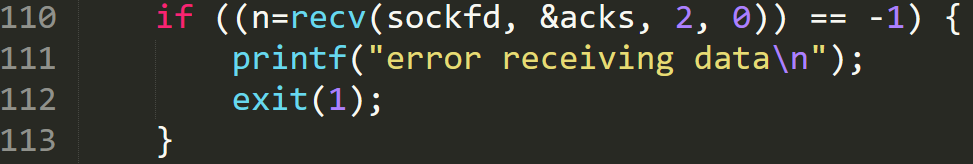 110 if ((n=recv(sockfd, &acks, 2, 0)) == -1) {
111 printf("error receiving data\n");
112 exit(1);
113 }